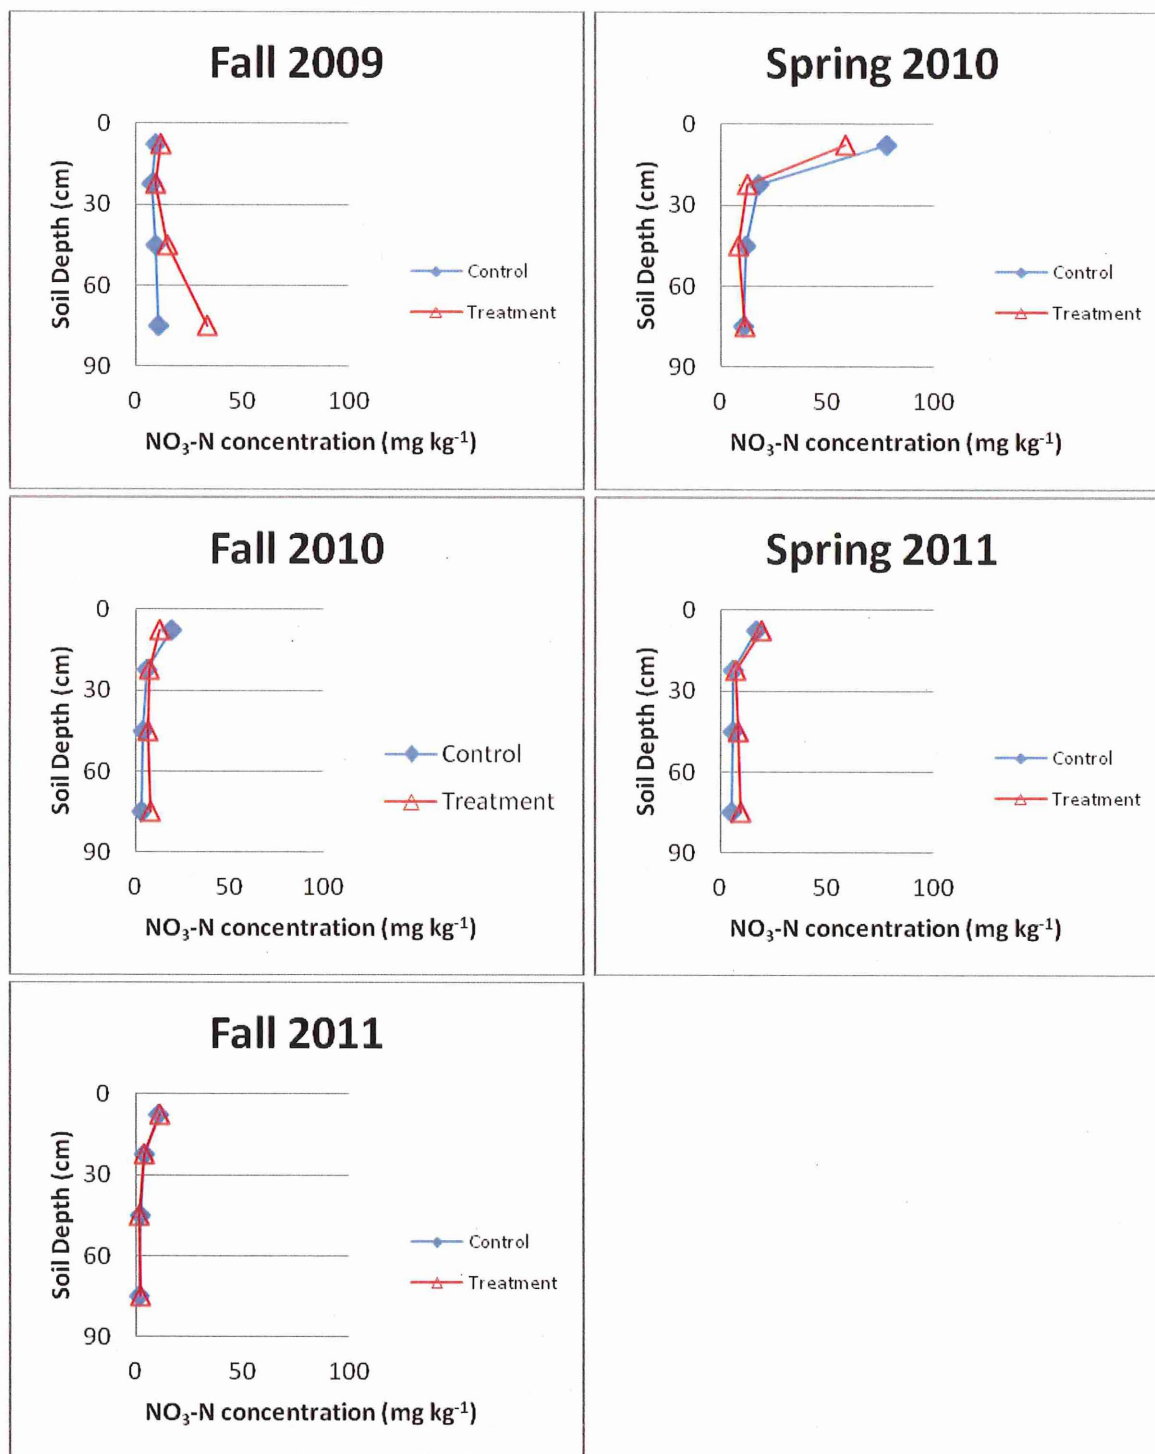 Fall 2009
0
30
60
90
Soil Depth (cm)
0 50 100
NO₃-N concentration (mg kg⁻¹)
Control
Treatment
Spring 2010
0
30
60
90
Soil Depth (cm)
0 50 100
NO₃-N concentration (mg kg⁻¹)
Control
Treatment
Fall 2010
0
30
60
90
Soil Depth (cm)
0 50 100
NO₃-N concentration (mg kg⁻¹)
Control
Treatment
Spring 2011
0
30
60
90
Soil Depth (cm)
0 50 100
NO₃-N concentration (mg kg⁻¹)
Control
Treatment
Fall 2011
0
30
60
90
Soil Depth (cm)
0 50 100
NO₃-N concentration (mg kg⁻¹)
Control
Treatment